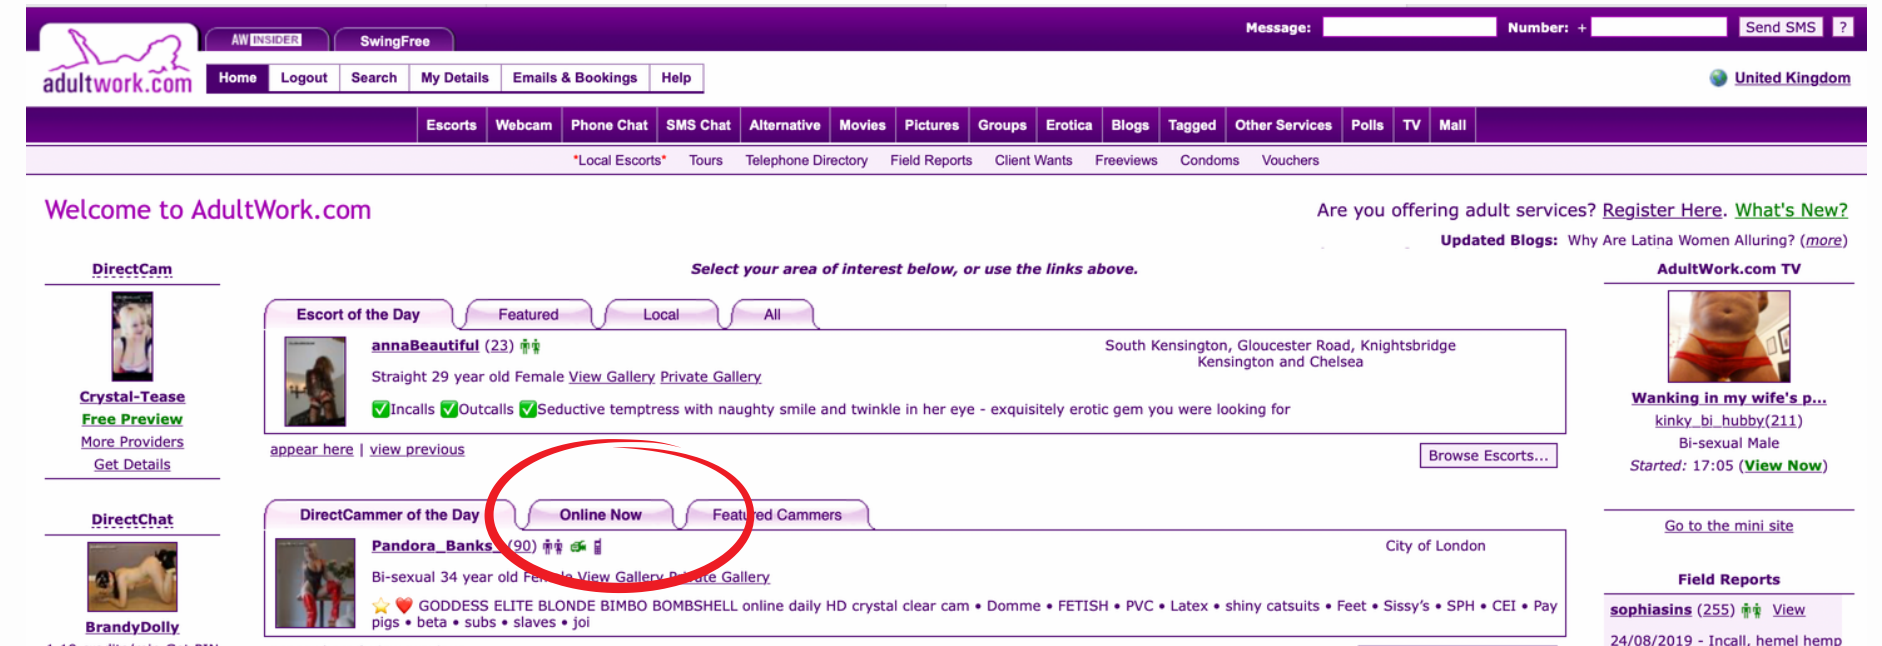 Message: Number: + Send SMS ?
AW INSIDER SwingFree
adultwork.com
Home Logout Search My Details Emails & Bookings Help
United Kingdom
Escorts Webcam Phone Chat SMS Chat Alternative Movies Pictures Groups Erotica Blogs Tagged Other Services Polls TV Mall
*Local Escorts* Tours Telephone Directory Field Reports Client Wants Freeviews Condoms Vouchers
Welcome to AdultWork.com
Are you offering adult services? Register Here. What's New?
Updated Blogs: Why Are Latina Women Alluring? (more)
DirectCam
Crystal-Tease
Free Preview
More Providers
Get Details
DirectChat
BrandyDolly
Select your area of interest below, or use the links above.
Escort of the Day Featured Local All
annaBeautiful (23)
South Kensington, Gloucester Road, Knightsbridge
Kensington and Chelsea
Straight 29 year old Female View Gallery Private Gallery
✅Incalls ✅Outcalls ✅Seductive temptress with naughty smile and twinkle in her eye - exquisitely erotic gem you were looking for
appear here | view previous
Browse Escorts...
DirectCammer of the Day Online Now Featured Cammers
Pandora_Banks_ (90)
City of London
Bi-sexual 34 year old Female View Gallery Private Gallery
⭐ ❤️ GODDESS ELITE BLONDE BIMBO BOMBSHELL online daily HD crystal clear cam • Domme • FETISH • PVC • Latex • shiny catsuits • Feet • Sissy's • SPH • CEI • Pay
pigs • beta • subs • slaves • joi
AdultWork.com TV
Wanking in my wife's p...
kinky_bi_hubby(211)
Bi-sexual Male
Started: 17:05 (View Now)
Go to the mini site
Field Reports
sophiasins (255) View
24/08/2019 - Incall, hemel hemp